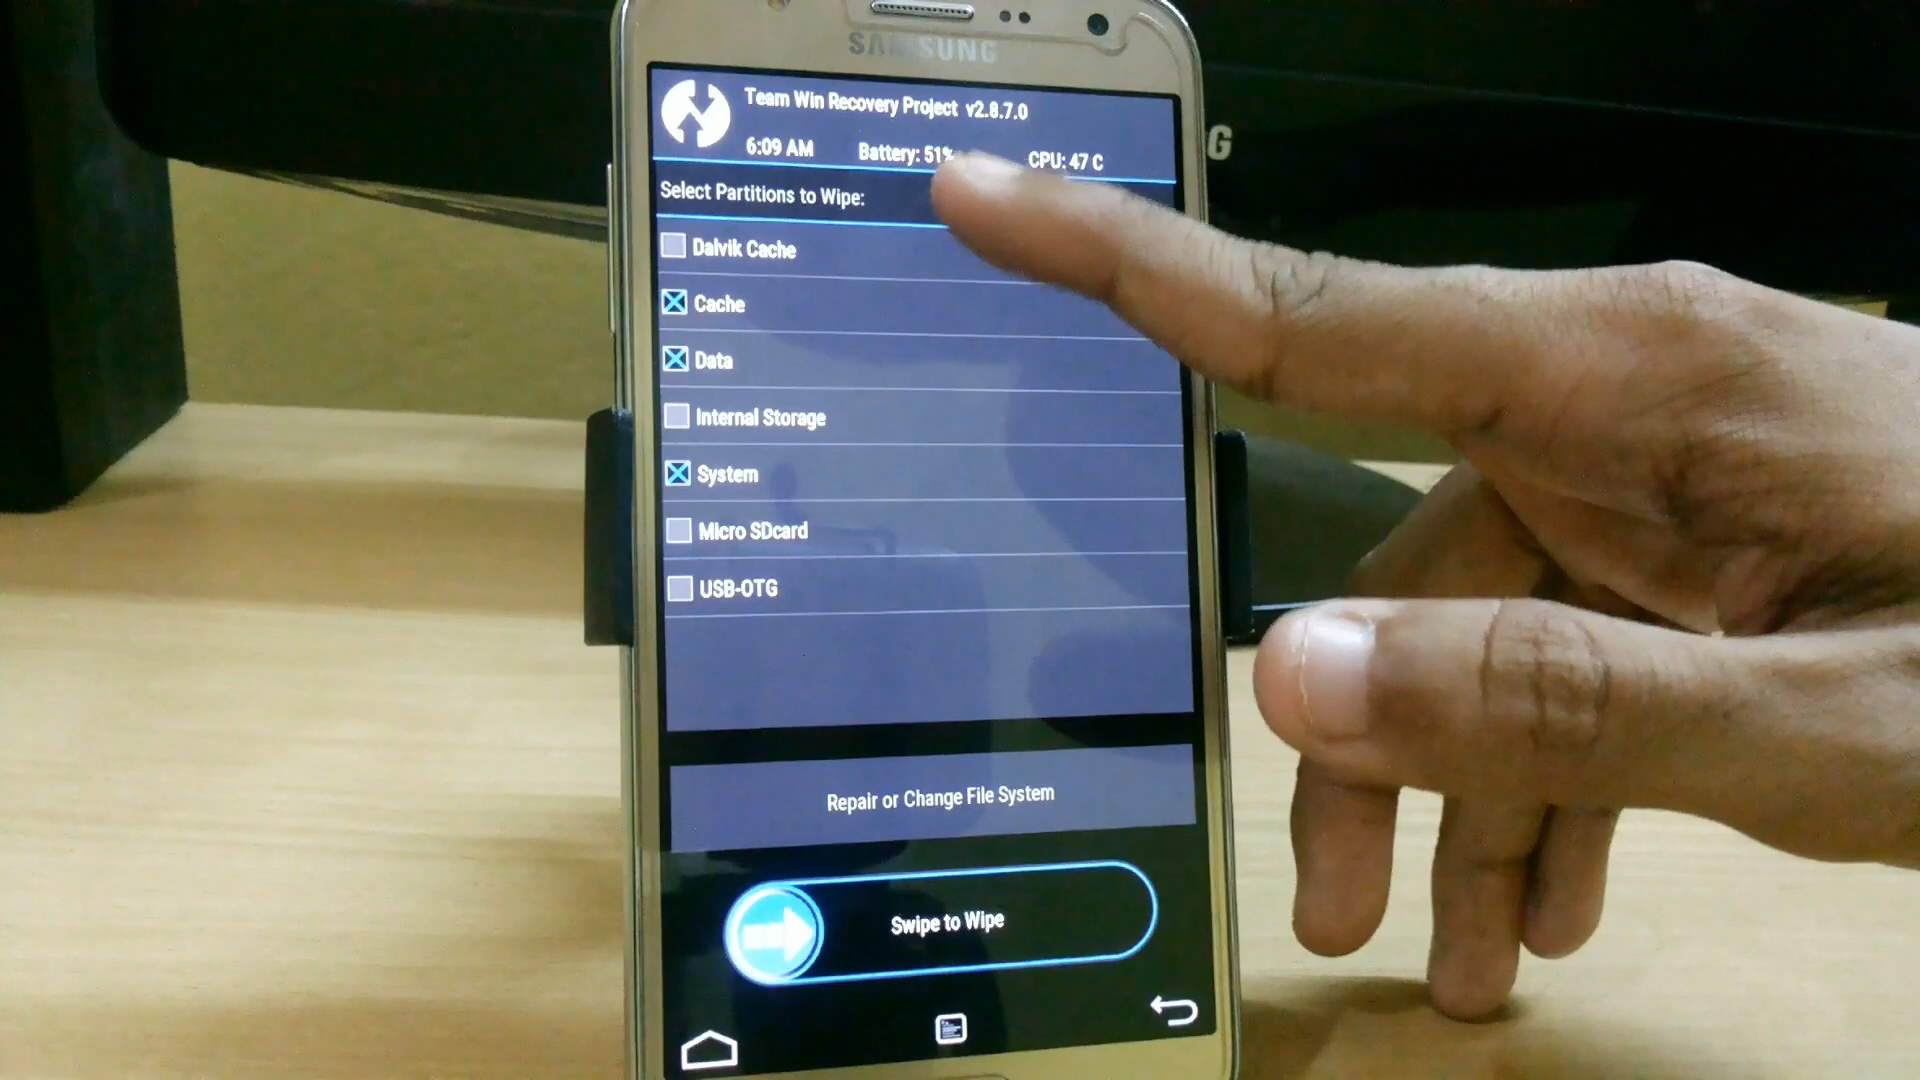 SAMSUNG
Team Win Recovery Project v2.8.7.0
6:09 AM Battery: 51% CPU: 47 C
G
Select Partitions to Wipe:
Dalvik Cache
Cache
Data
Internal Storage
System
Micro SDcard
USB-OTG
Repair or Change File System
Swipe to Wipe